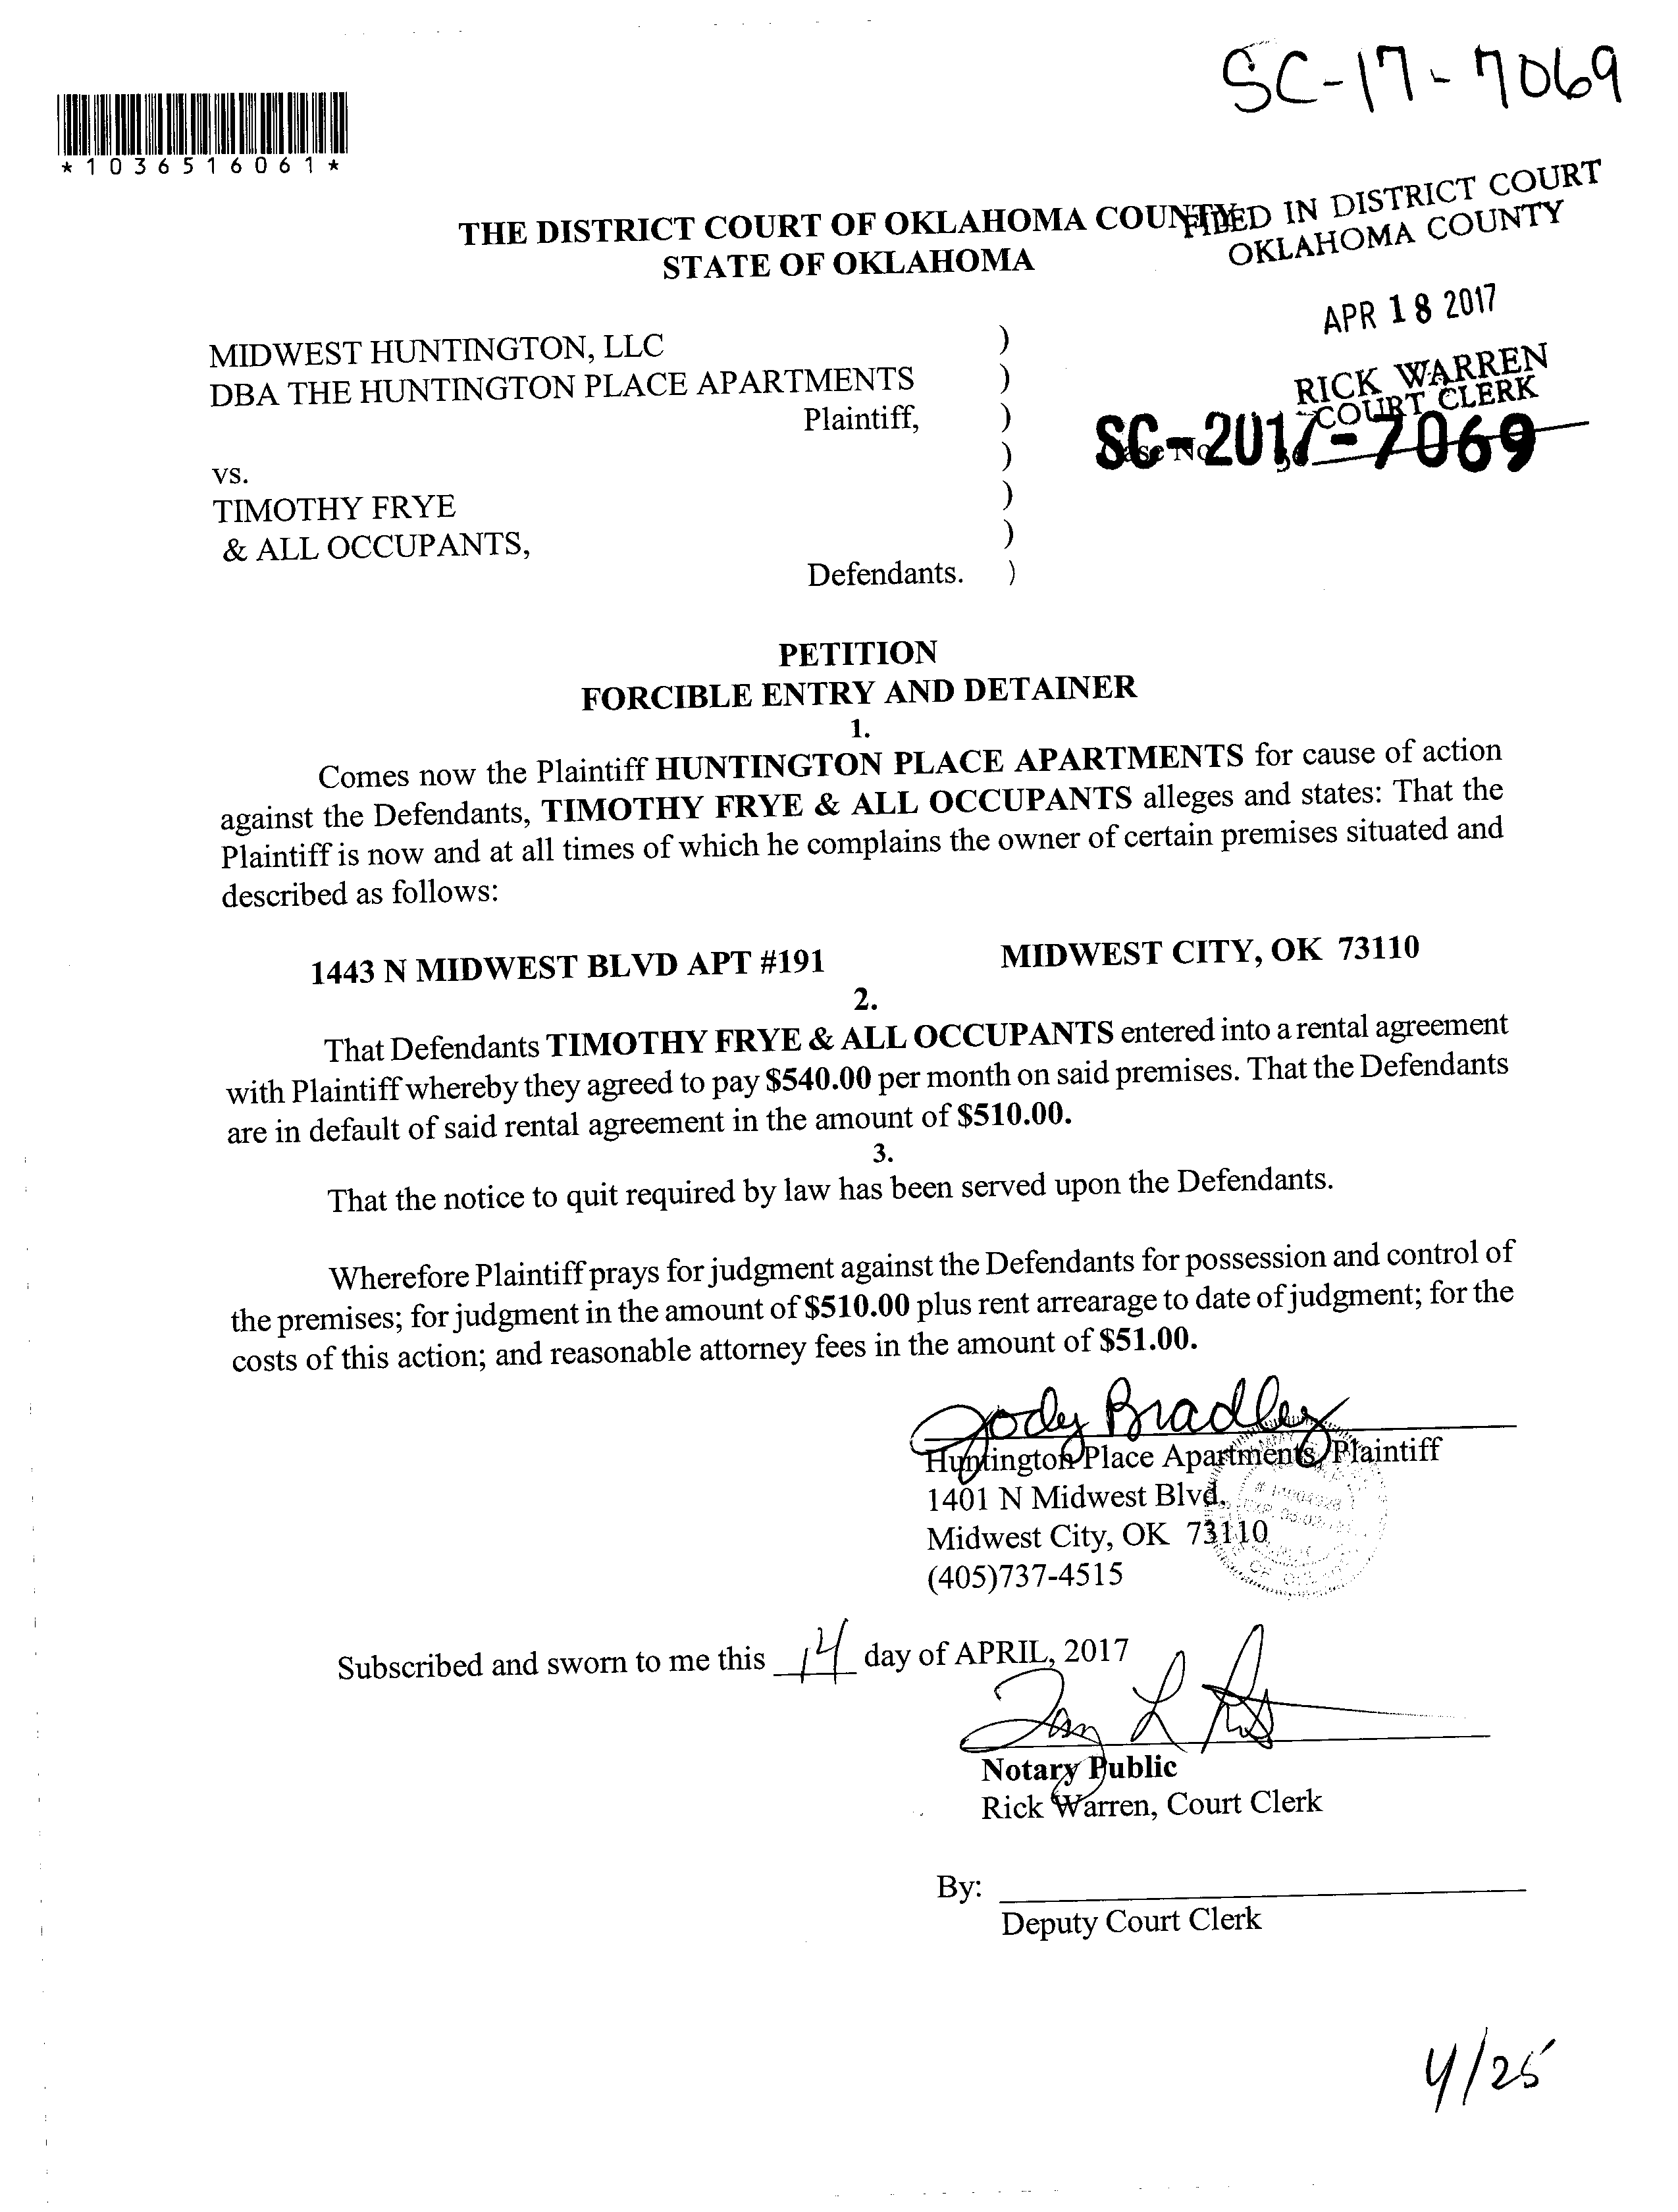 SC-17-7069
*1036516061*
THE DISTRICT COURT OF OKLAHOMA COUNTY
STATE OF OKLAHOMA
FILED IN DISTRICT COURT
OKLAHOMA COUNTY
APR 18 2017
RICK WARREN
COURT CLERK
SC-2017-7069
Case No.
MIDWEST HUNTINGTON, LLC )
DBA THE HUNTINGTON PLACE APARTMENTS )
Plaintiff, )
)
vs.
TIMOTHY FRYE )
& ALL OCCUPANTS, )
Defendants. )
PETITION
FORCIBLE ENTRY AND DETAINER
1.
Comes now the Plaintiff HUNTINGTON PLACE APARTMENTS for cause of action
against the Defendants, TIMOTHY FRYE & ALL OCCUPANTS alleges and states: That the
Plaintiff is now and at all times of which he complains the owner of certain premises situated and
described as follows:
1443 N MIDWEST BLVD APT #191 MIDWEST CITY, OK 73110
2.
That Defendants TIMOTHY FRYE & ALL OCCUPANTS entered into a rental agreement
with Plaintiff whereby they agreed to pay $540.00 per month on said premises. That the Defendants
are in default of said rental agreement in the amount of $510.00.
3.
That the notice to quit required by law has been served upon the Defendants.
Wherefore Plaintiff prays for judgment against the Defendants for possession and control of
the premises; for judgment in the amount of $510.00 plus rent arrearage to date of judgment; for the
costs of this action; and reasonable attorney fees in the amount of $51.00.
Jody Bradley
Huntington Place Apartments, Plaintiff
1401 N Midwest Blvd.
Midwest City, OK 73110
(405)737-4515
Subscribed and sworn to me this 14 day of APRIL, 2017
Notary Public
Rick Warren, Court Clerk
By:
Deputy Court Clerk
4/25